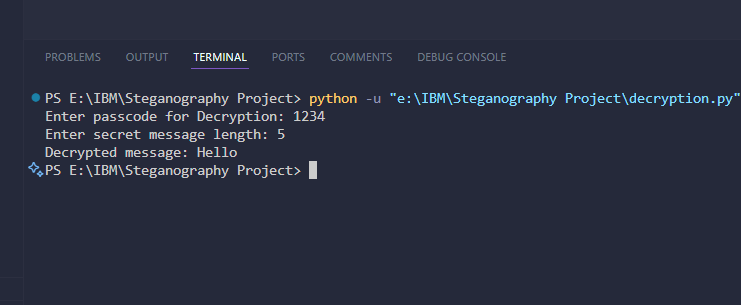 PROBLEMS OUTPUT TERMINAL PORTS COMMENTS DEBUG CONSOLE
PS E:\IBM\Steganography Project> python -u "e:\IBM\Steganography Project\decryption.py"
Enter passcode for Decryption: 1234
Enter secret message length: 5
Decrypted message: Hello
PS E:\IBM\Steganography Project>